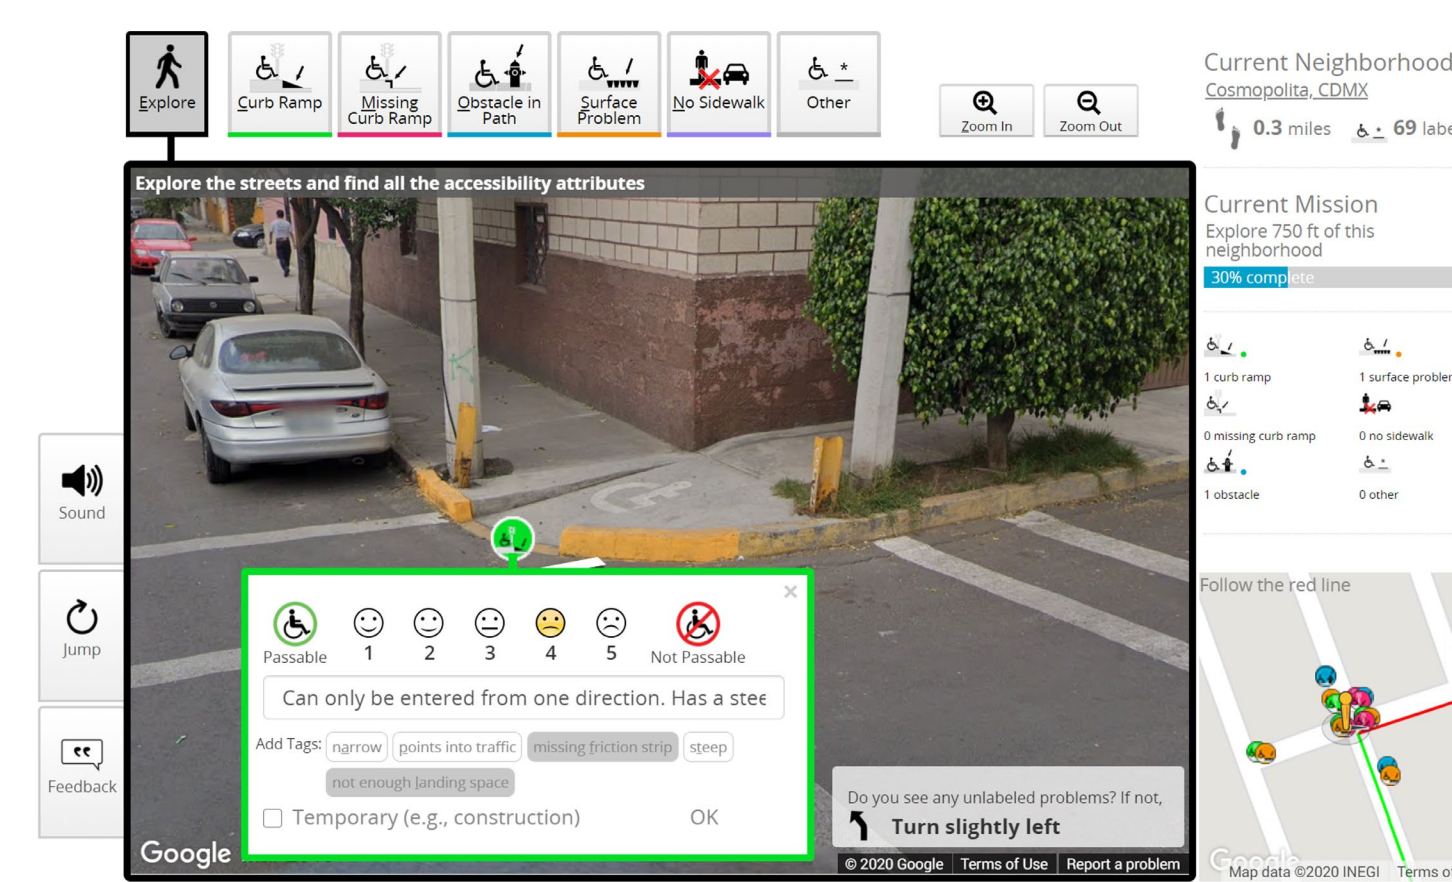 Explore
Curb Ramp
Missing
Curb Ramp
Obstacle in
Path
Surface
Problem
No Sidewalk
Other
Zoom In
Zoom Out
Current Neighborhood
Cosmopolita, CDMX
0.3 miles
69
Explore the streets and find all the accessibility attributes
Current Mission
Explore 750 ft of this
neighborhood
30% complete
1 curb ramp
1 surface
0 missing curb ramp
0 no sidewalk
1 obstacle
0 other
Sound
Jump
Feedback
Passable
1
2
3
4
5
Not Passable
Can only be entered from one direction. Has a
Add Tags:
narrow
points into traffic
missing friction strip
steep
not enough landing space
Temporary (e.g., construction)
OK
Do you see any unlabeled problems? If not,
Turn slightly left
Google
© 2020 Google
Terms of Use
Report a problem
Follow the red line
Google
Map data ©2020 INEGI
Terms